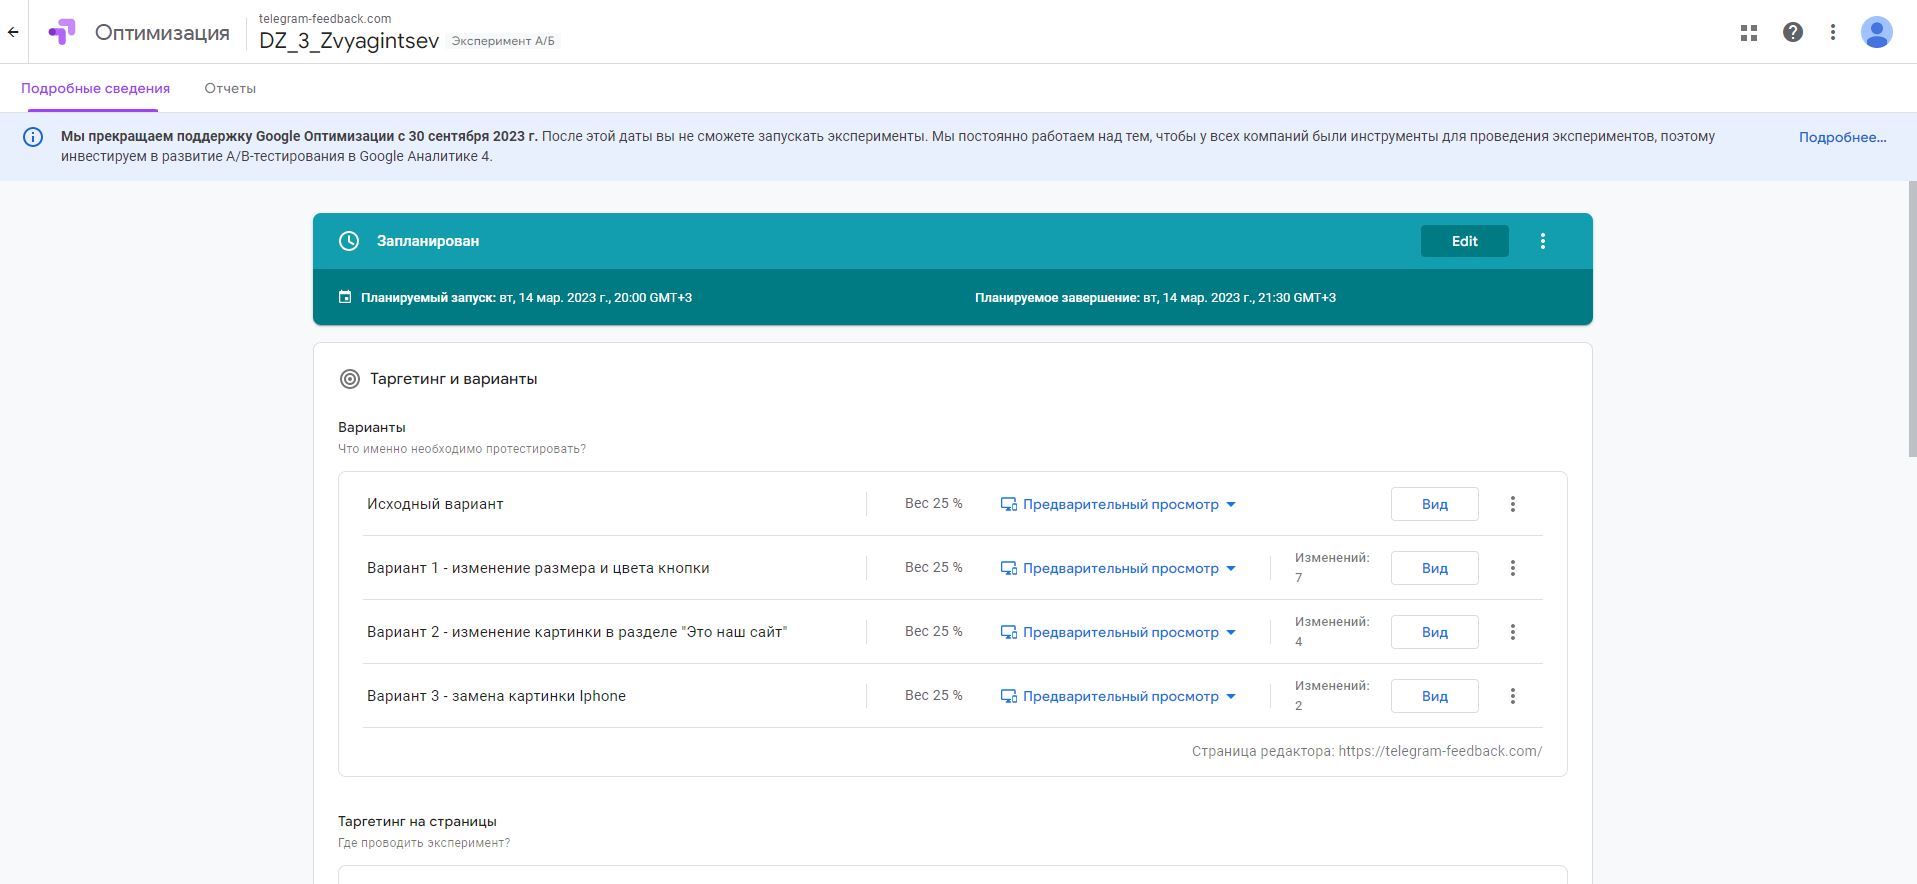 telegram-feedback.com
Оптимизация
DZ_3_Zvyagintsev Эксперимент А/Б
Подробные сведения Отчеты
Мы прекращаем поддержку Google Оптимизации с 30 сентября 2023 г. После этой даты вы не сможете запускать эксперименты. Мы постоянно работаем над тем, чтобы у всех компаний были инструменты для проведения экспериментов, поэтому
инвестируем в развитие A/B-тестирования в Google Аналитике 4.
Подробнее...
Запланирован Edit
Планируемый запуск: вт, 14 мар. 2023 г., 20:00 GMT+3 Планируемое завершение: вт, 14 мар. 2023 г., 21:30 GMT+3
Таргетинг и варианты
Варианты
Что именно необходимо протестировать?
Исходный вариант Вес 25 % Предварительный просмотр Вид
Вариант 1 - изменение размера и цвета кнопки Вес 25 % Предварительный просмотр Изменений: 7 Вид
Вариант 2 - изменение картинки в разделе "Это наш сайт" Вес 25 % Предварительный просмотр Изменений: 4 Вид
Вариант 3 - замена картинки Iphone Вес 25 % Предварительный просмотр Изменений: 2 Вид
Страница редактора: https://telegram-feedback.com/
Таргетинг на страницы
Где проводить эксперимент?